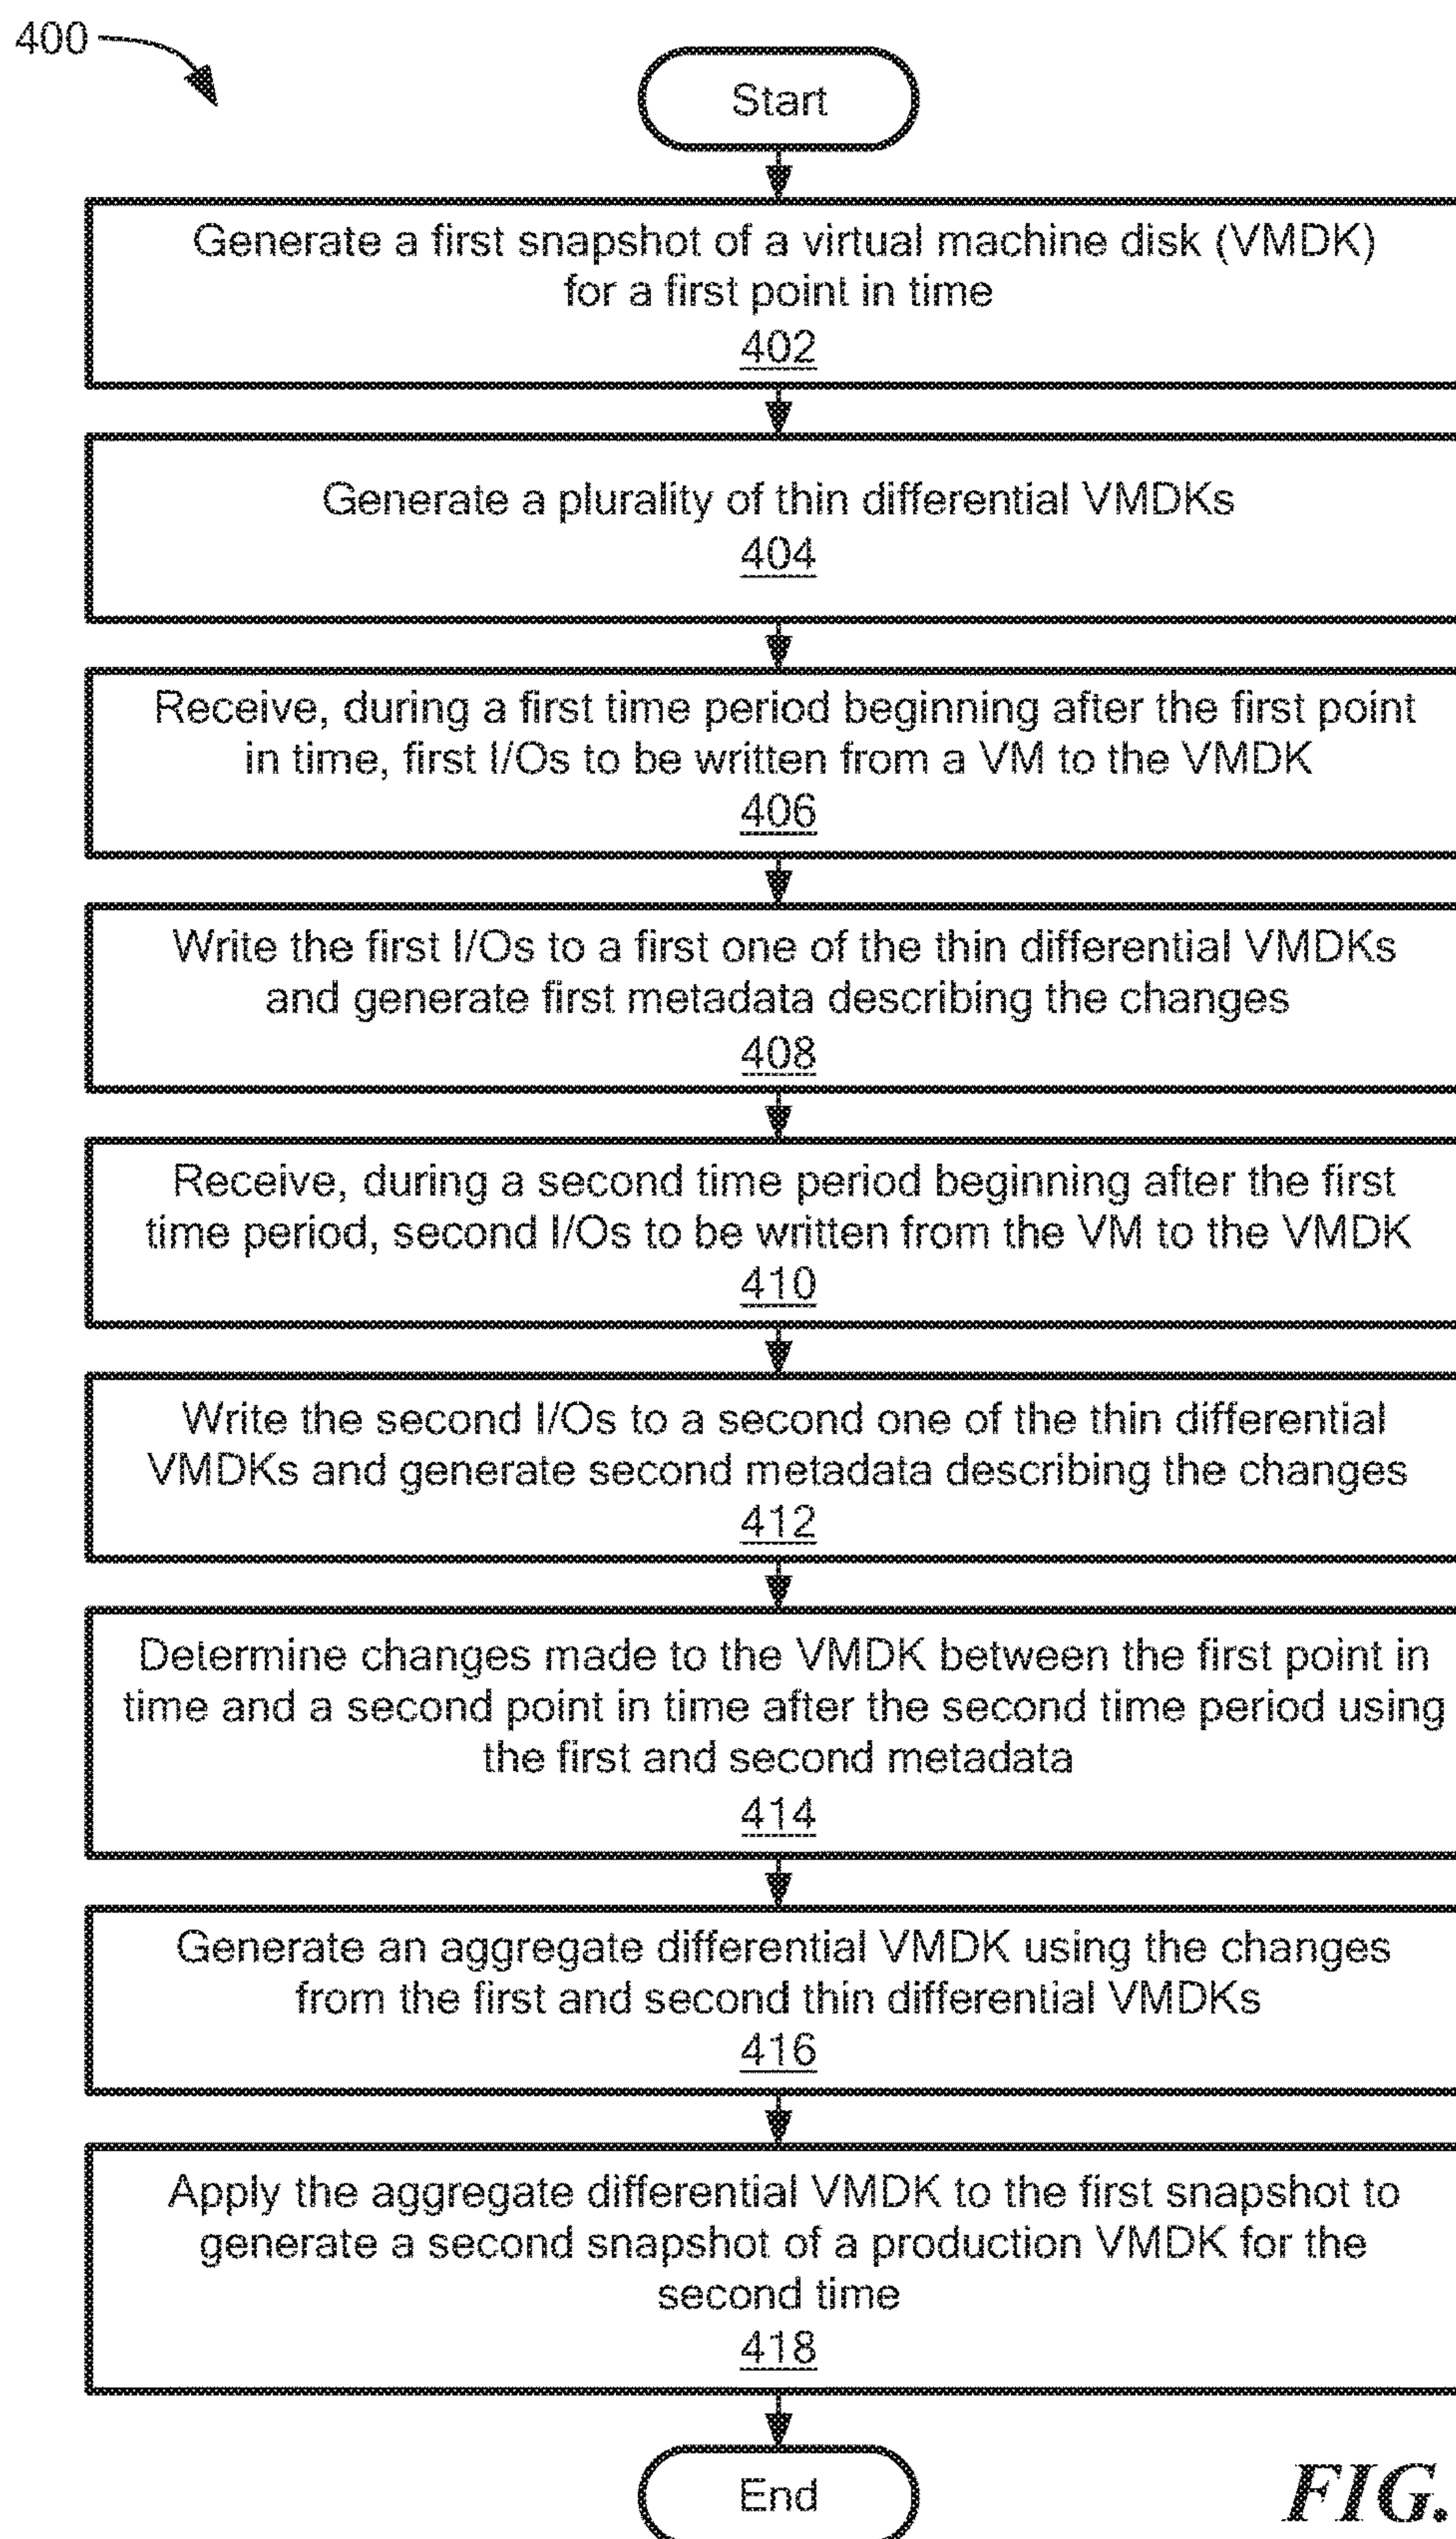 400
Start
Generate a first snapshot of a virtual machine disk (VMDK)
for a first point in time
402
Generate a plurality of thin differential VMDKs
404
Receive, during a first time period beginning after the first point
in time, first I/Os to be written from a VM to the VMDK
406
Write the first I/Os to a first one of the thin differential VMDKs
and generate first metadata describing the changes
408
Receive, during a second time period beginning after the first
time period, second I/Os to be written from the VM to the VMDK
410
Write the second I/Os to a second one of the thin differential
VMDKs and generate second metadata describing the changes
412
Determine changes made to the VMDK between the first point in
time and a second point in time after the second time period using
the first and second metadata
414
Generate an aggregate differential VMDK using the changes
from the first and second thin differential VMDKs
416
Apply the aggregate differential VMDK to the first snapshot to
generate a second snapshot of a production VMDK for the
second time
418
End
FIG.